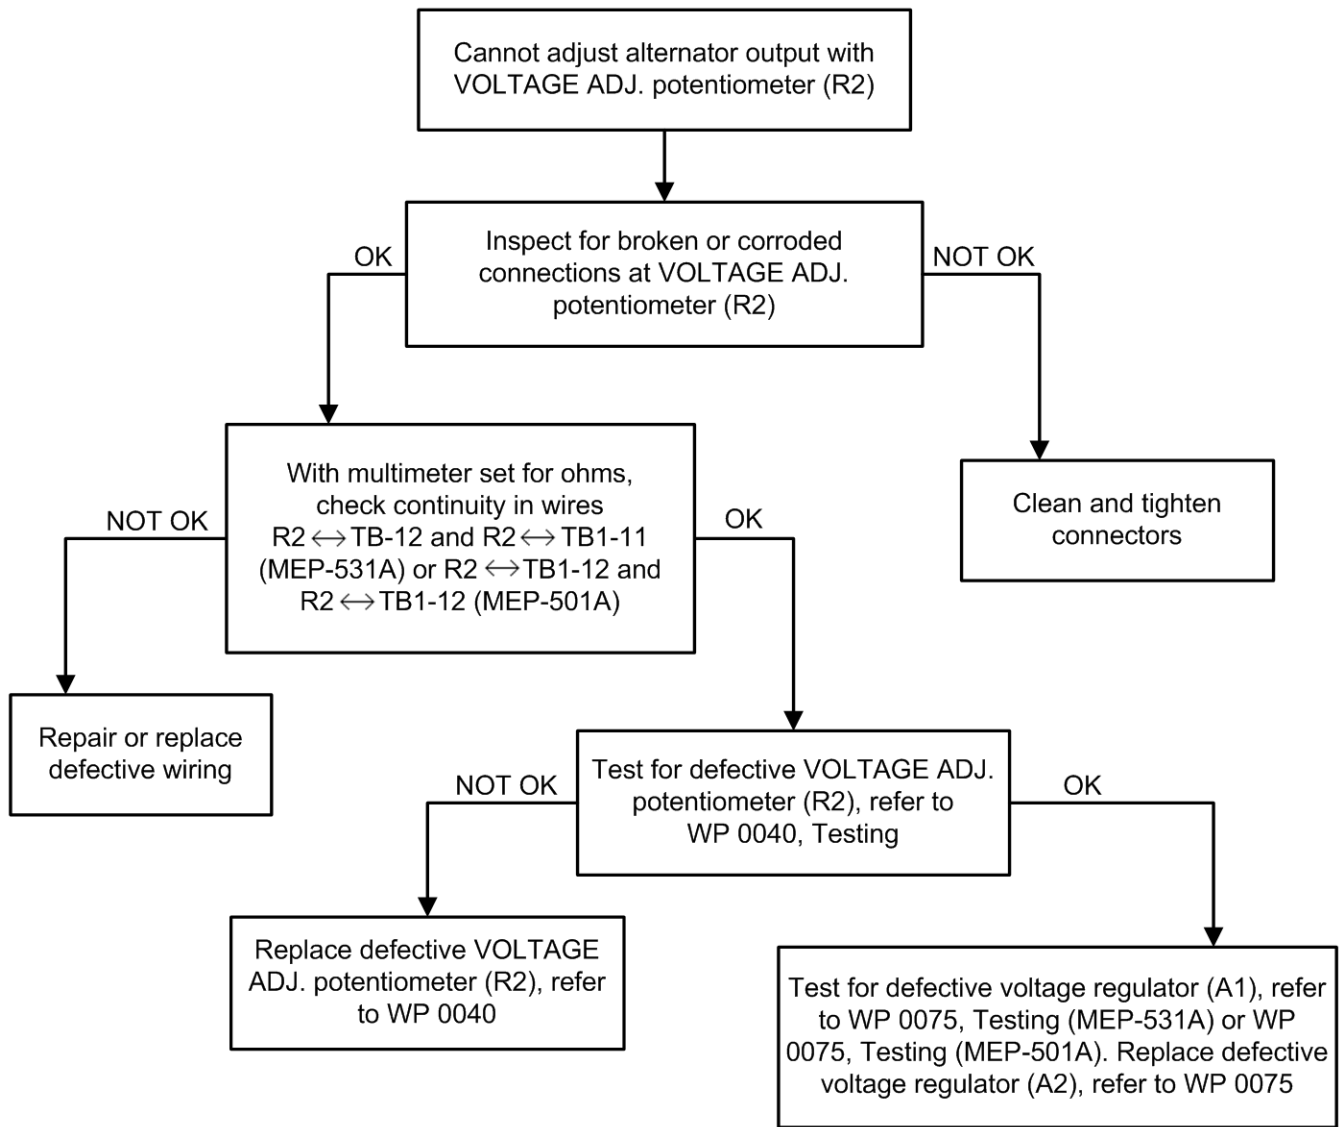 Cannot adjust alternator output with
VOLTAGE ADJ. potentiometer (R2)
Inspect for broken or corroded
connections at VOLTAGE ADJ.
potentiometer (R2)
OK
NOT OK
With multimeter set for ohms,
check continuity in wires
R2 ↔ TB-12 and R2 ↔ TB1-11
(MEP-531A) or R2 ↔ TB1-12 and
R2 ↔ TB1-12 (MEP-501A)
Clean and tighten
connectors
NOT OK
OK
Repair or replace
defective wiring
Test for defective VOLTAGE ADJ.
potentiometer (R2), refer to
WP 0040, Testing
NOT OK
OK
Replace defective VOLTAGE
ADJ. potentiometer (R2), refer
to WP 0040
Test for defective voltage regulator (A1), refer
to WP 0075, Testing (MEP-531A) or WP
0075, Testing (MEP-501A). Replace defective
voltage regulator (A2), refer to WP 0075